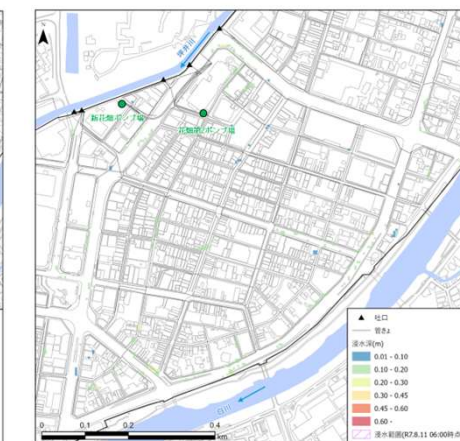 坪井川
新花畑ポンプ場
花畑第2ポンプ場
白川
0 0.1 0.2 0.4
km
吐口
管きょ
浸水深(m)
0.01 - 0.10
0.10 - 0.20
0.20 - 0.30
0.30 - 0.45
0.45 - 0.60
0.60 -
浸水範囲(R7.8.11 06:00時点